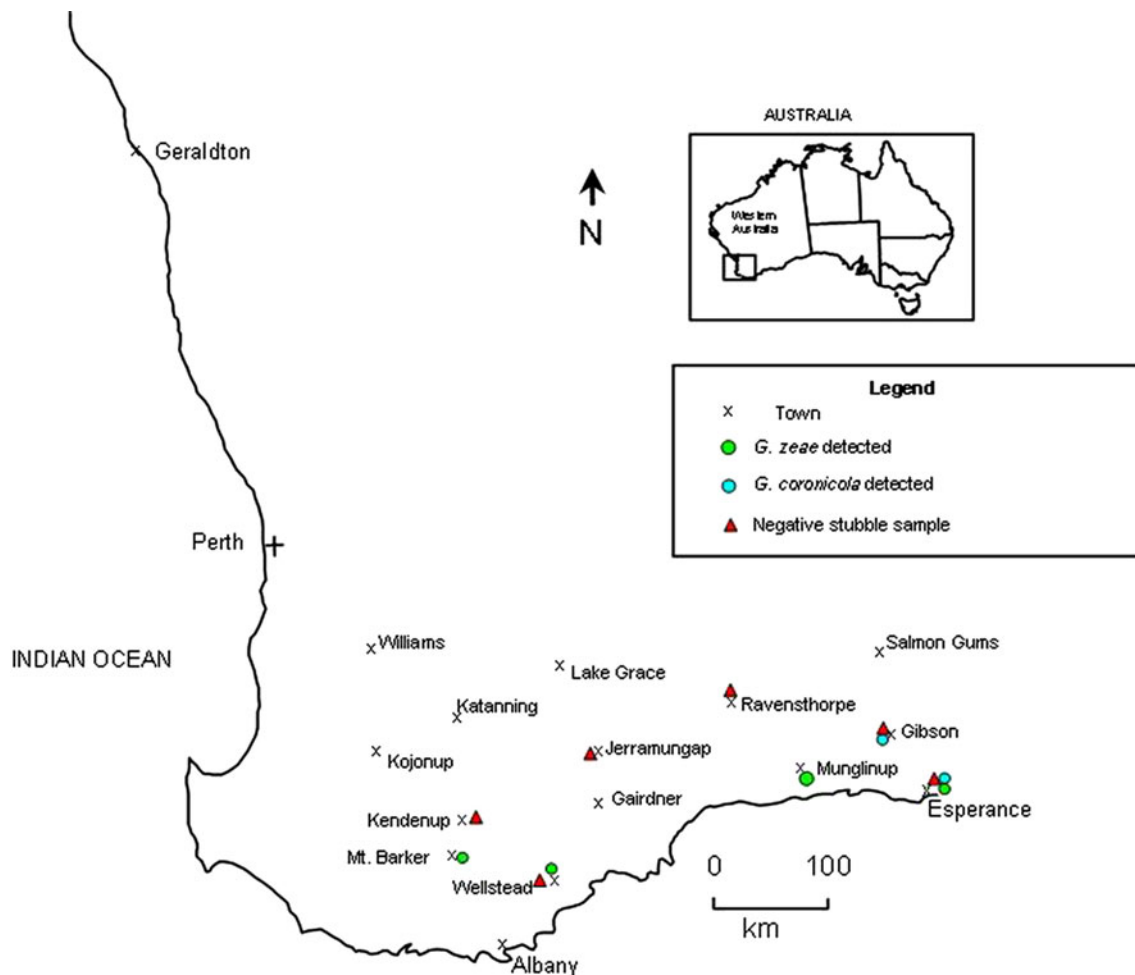 AUSTRALIA
Geraldton
N
Western
Australia
Legend
Town
G. zeae detected
G. coronicola detected
Negative stubble sample
Perth
INDIAN OCEAN
Williams
Salmon Gums
Lake Grace
Katanning
Ravensthorpe
Gibson
Kojonup
Jerramungap
Munglinup
Gairdner
Esperance
Kendenup
Mt. Barker
0 100
km
Wellstead
Albany